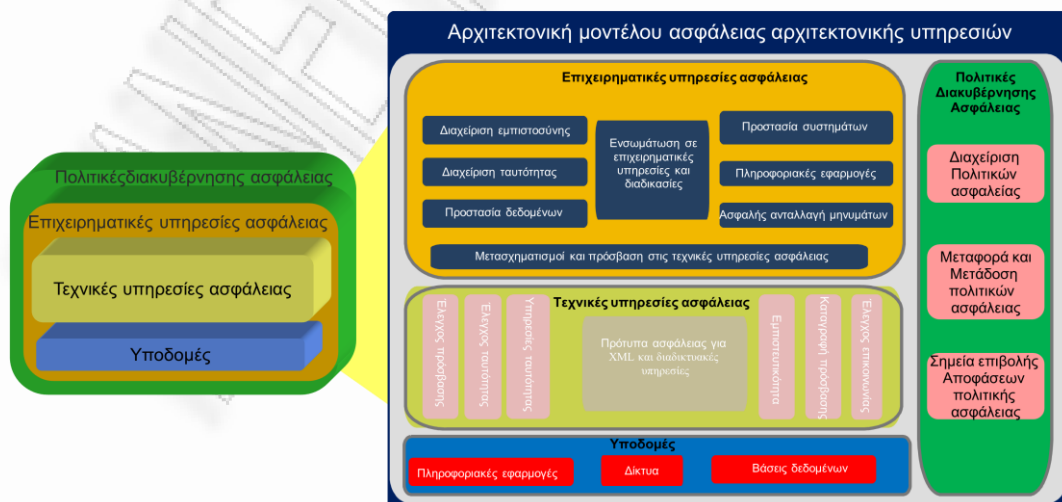 Πολιτικέςδιακυβέρνησης ασφάλειας
Επιχειρηματικές υπηρεσίες ασφάλειας
Τεχνικές υπηρεσίες ασφάλειας
Υποδομές
Αρχιτεκτονική μοντέλου ασφάλειας αρχιτεκτονικής υπηρεσιών
Επιχειρηματικές υπηρεσίες ασφάλειας
Διαχείριση εμπιστοσύνης
Διαχείριση ταυτότητας
Προστασία δεδομένων
Ενσωμάτωση σε
επιχειρηματικές
υπηρεσίες και
διαδικασίες
Προστασία συστημάτων
Πληροφοριακές εφαρμογές
Ασφαλής ανταλλαγή μηνυμάτων
Μετασχηματισμοί και πρόσβαση στις τεχνικές υπηρεσίες ασφάλειας
Τεχνικές υπηρεσίες ασφάλειας
Έλεγχος πρόσβασης
Έλεγχος ταυτότητας
Υπηρεσίες ταυτότητας
Πρότυπα ασφάλειας για
XML και διαδικτυακές
υπηρεσίες
Εμπιστευτικότητα
Καταγραφή πρόσβασης
Έλεγχος επικοινωνίας
Υποδομές
Πληροφοριακές εφαρμογές
Δίκτυα
Βάσεις δεδομένων
Πολιτικές
Διακυβέρνησης
Ασφάλειας
Διαχείριση
Πολιτικών
ασφαλείας
Μεταφορά και
Μετάδοση
πολιτικών
ασφάλειας
Σημεία επιβολής
Αποφάσεων
πολιτικής
ασφάλειας